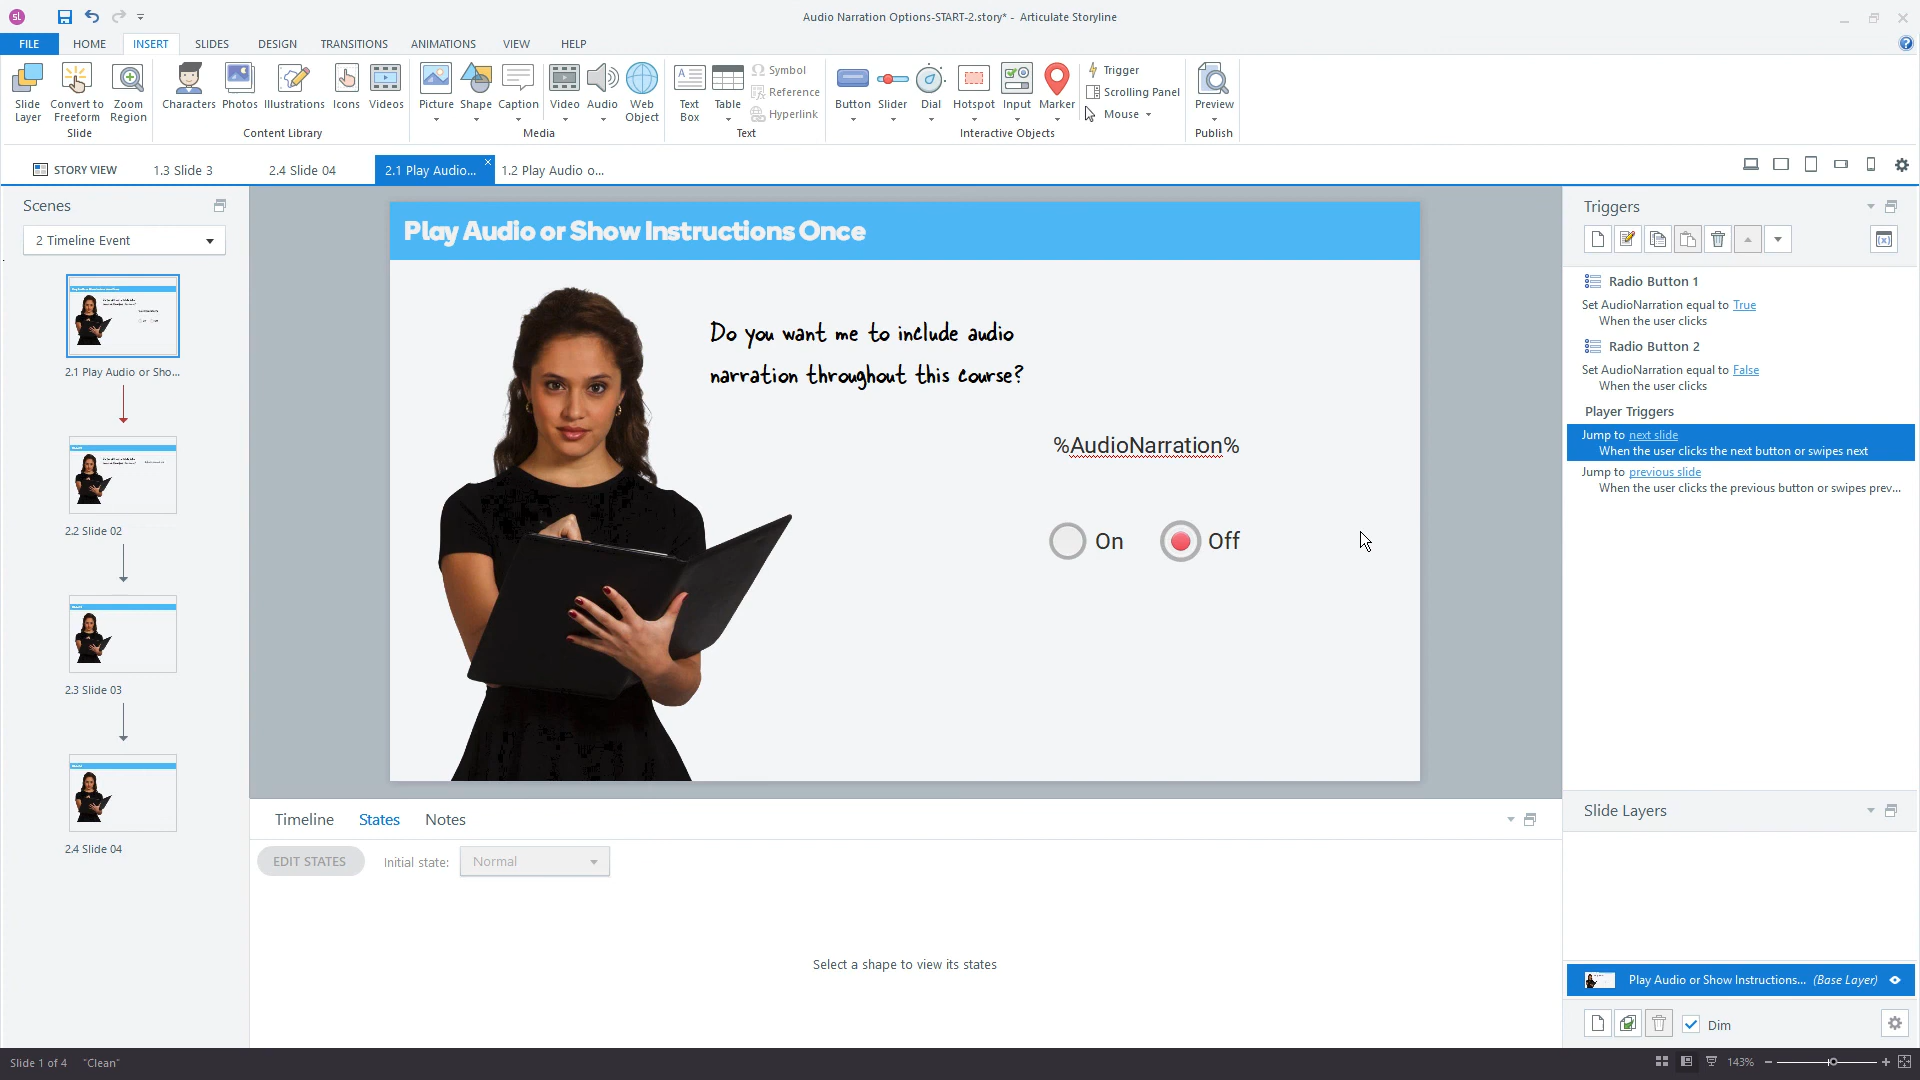 sl
Audio Narration Options-START-2.story* - Articulate Storyline
FILE HOME INSERT SLIDES DESIGN TRANSITIONS ANIMATIONS VIEW HELP
Slide Layer
Convert to Freeform
Zoom Region
Slide
Characters
Photos
Illustrations
Icons
Videos
Content Library
Picture
Shape
Caption
Video
Audio
Web Object
Media
Text Box
Table
Symbol
Reference
Hyperlink
Text
Button
Slider
Dial
Hotspot
Input
Marker
Trigger
Scrolling Panel
Mouse
Interactive Objects
Preview
Publish
STORY VIEW
1.3 Slide 3
2.4 Slide 04
2.1 Play Audio...
1.2 Play Audio o...
Scenes
2 Timeline Event
2.1 Play Audio or Sho...
2.2 Slide 02
2.3 Slide 03
2.4 Slide 04
Play Audio or Show Instructions Once
Do you want me to include audio
narration throughout this course?
%AudioNarration%
On
Off
Timeline States Notes
EDIT STATES
Initial state:
Normal
Select a shape to view its states
Triggers
Radio Button 1
Set AudioNarration equal to True
When the user clicks
Radio Button 2
Set AudioNarration equal to False
When the user clicks
Player Triggers
Jump to next slide
When the user clicks the next button or swipes next
Jump to previous slide
When the user clicks the previous button or swipes prev...
Slide Layers
Play Audio or Show Instructions... (Base Layer)
Dim
Slide 1 of 4 "Clean"
143%